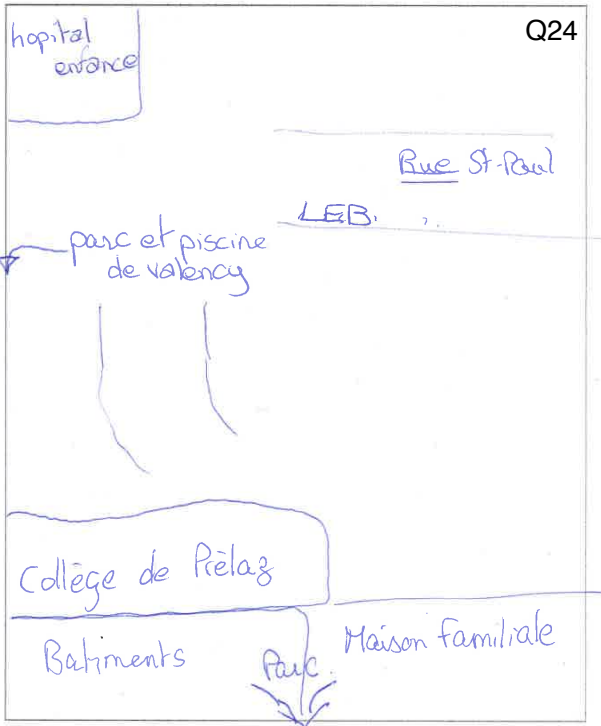 Q24
hopital
enfance
Rue St-Paul
LEB.
parc et piscine
de valency
Collège de Prélaz
Maison familiale
Batiments
Parc.